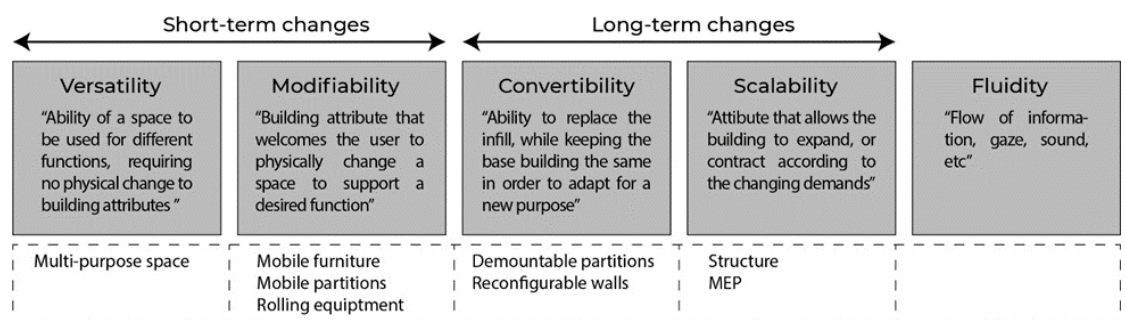 Short-term changes
Long-term changes
Versatility
"Ability of a space to
be used for different
functions, requiring
no physical change to
building attributes "
Modifiability
"Building attribute that
welcomes the user to
physically change a
space to support a
desired function"
Convertibility
"Ability to replace the
infill, while keeping the
base building the same
in order to adapt for a
new purpose"
Scalability
"Attibute that allows the
building to expand, or
contract according to
the changing demands"
Fluidity
"Flow of informa-
tion, gaze, sound,
etc"
Multi-purpose space
Mobile furniture
Mobile partitions
Rolling equiptment
Demountable partitions
Reconfigurable walls
Structure
MEP